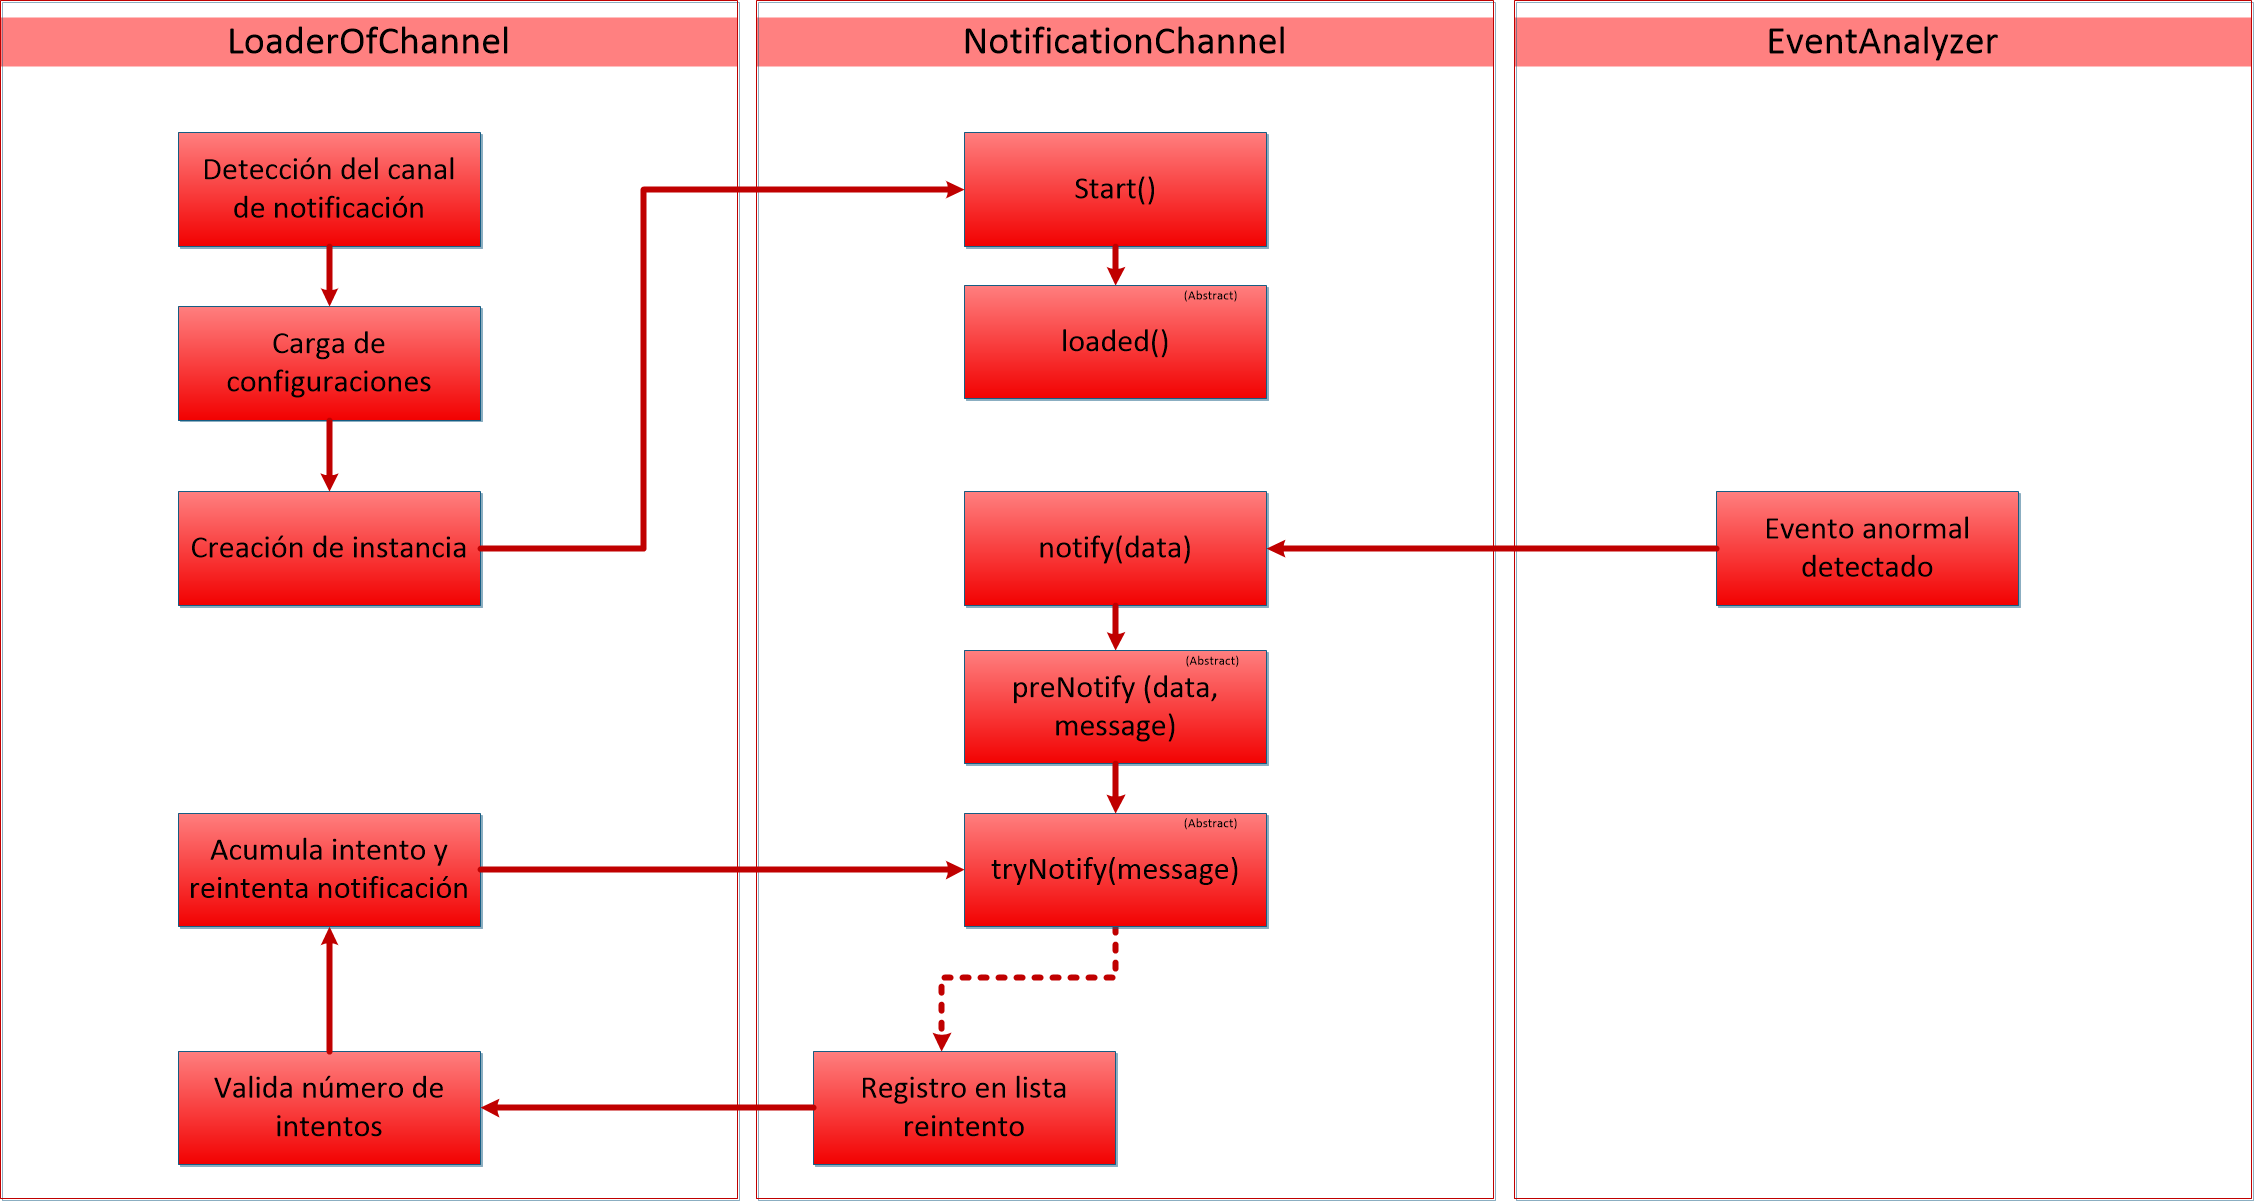 LoaderOfChannel
Detección del canal
de notificación
Carga de
configuraciones
Creación de instancia
Acumula intento y
reintenta notificación
Valida número de
intentos
NotificationChannel
Start()
(Abstract)
loaded()
notify(data)
(Abstract)
preNotify (data,
message)
(Abstract)
tryNotify(message)
Registro en lista
reintento
EventAnalyzer
Evento anormal
detectado